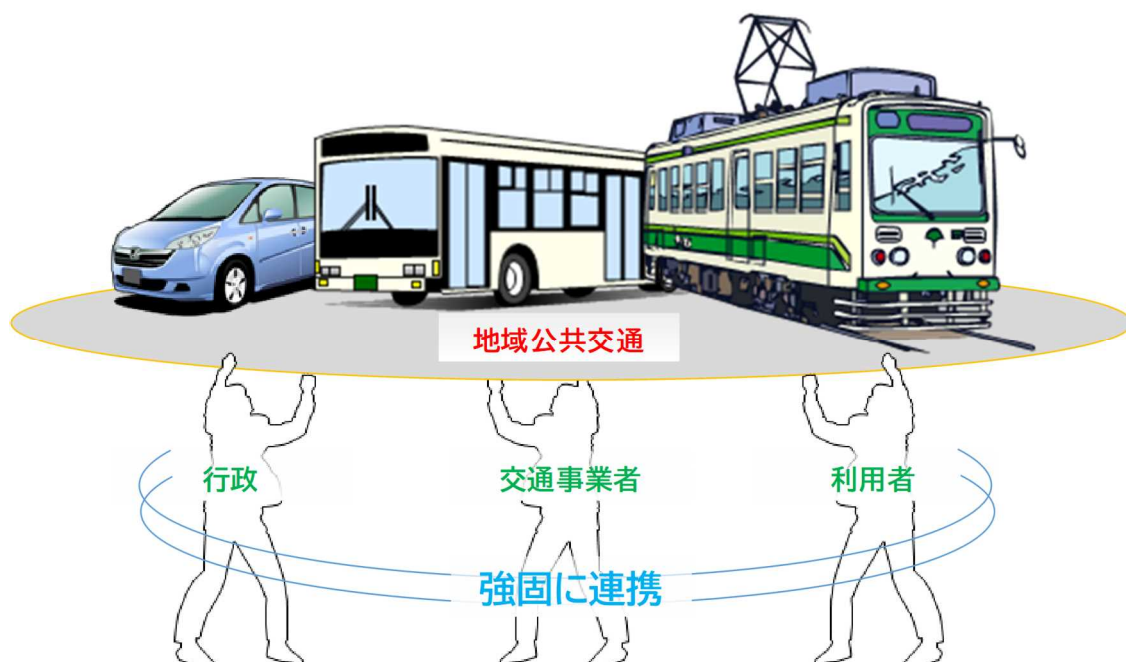 地域公共交通
行政
交通事業者
利用者
強固に連携